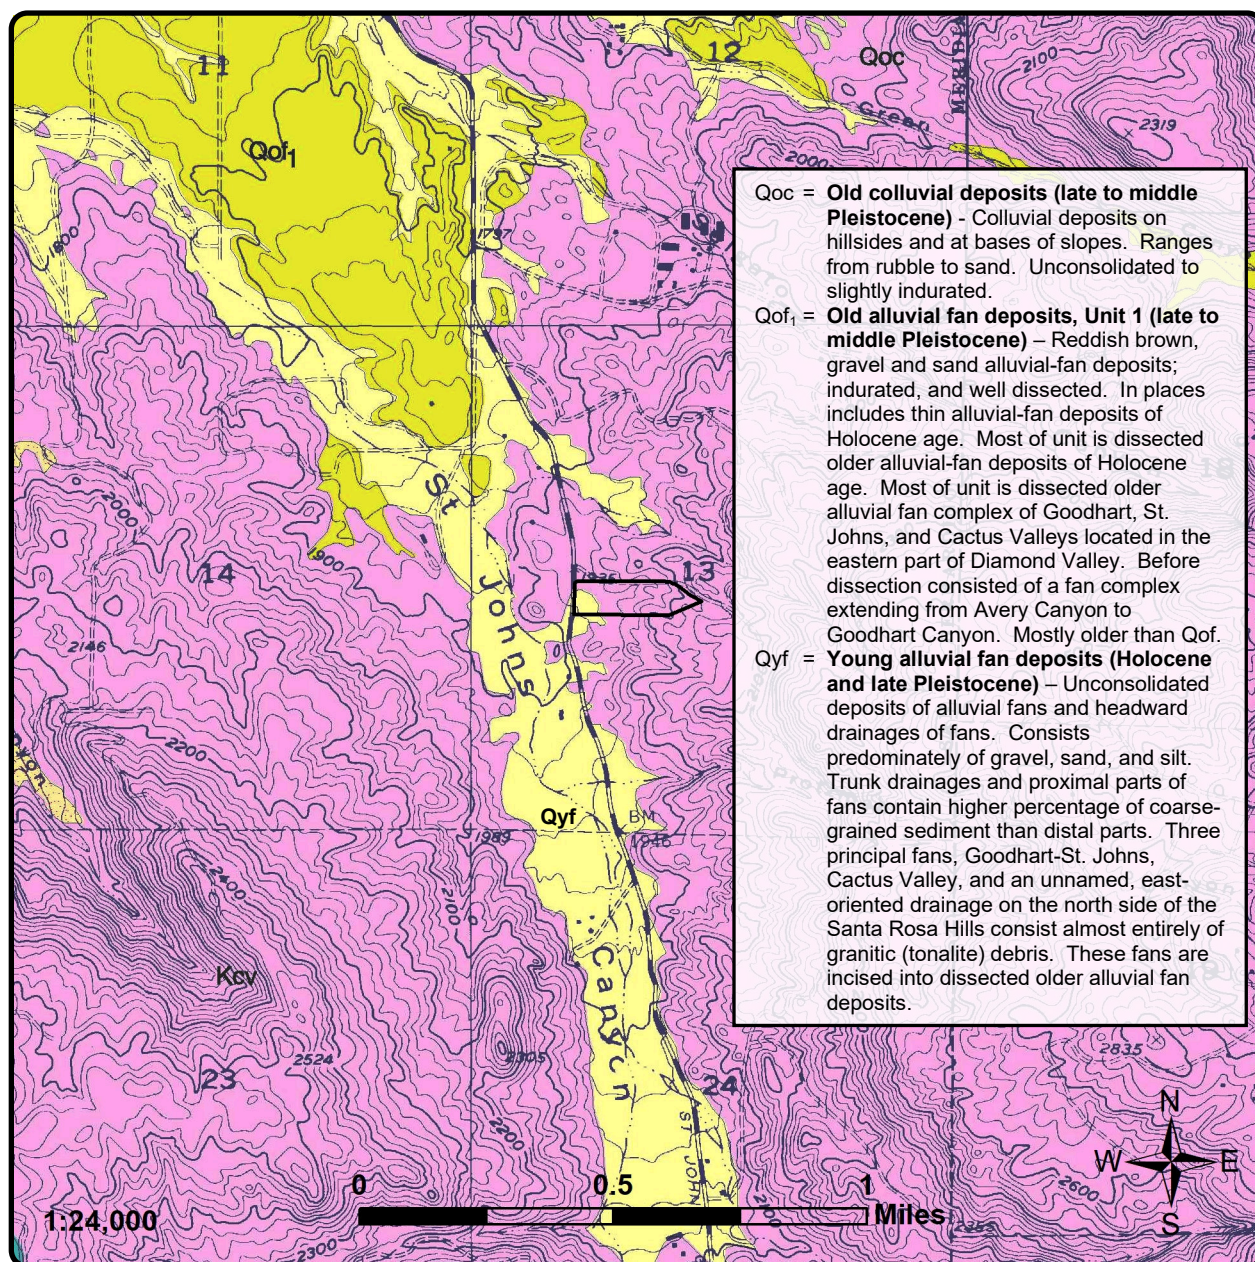 11
12
Qoc
MERIDIA
2100
2319
Green
Qof1
2000
1800
1797
Qoc = Old colluvial deposits (late to middle
Pleistocene) - Colluvial deposits on
hillsides and at bases of slopes. Ranges
from rubble to sand. Unconsolidated to
slightly indurated.
Qof1 = Old alluvial fan deposits, Unit 1 (late to
middle Pleistocene) – Reddish brown,
gravel and sand alluvial-fan deposits;
indurated, and well dissected. In places
includes thin alluvial-fan deposits of
Holocene age. Most of unit is dissected
older alluvial-fan deposits of Holocene
age. Most of unit is dissected older
alluvial fan complex of Goodhart, St.
Johns, and Cactus Valleys located in the
eastern part of Diamond Valley. Before
dissection consisted of a fan complex
extending from Avery Canyon to
Goodhart Canyon. Mostly older than Qof.
Qyf = Young alluvial fan deposits (Holocene
and late Pleistocene) – Unconsolidated
deposits of alluvial fans and headward
drainages of fans. Consists
predominately of gravel, sand, and silt.
Trunk drainages and proximal parts of
fans contain higher percentage of coarse-
grained sediment than distal parts. Three
principal fans, Goodhart-St. Johns,
Cactus Valley, and an unnamed, east-
oriented drainage on the north side of the
Santa Rosa Hills consist almost entirely of
granitic (tonalite) debris. These fans are
incised into dissected older alluvial fan
deposits.
2000
1900
14
13
St Johns Canyon
2146
2200
Qyf
BM
1946
1989
2400
2100
Kcv
2305
2524
2835
23
24
2200
ST JOHN
2100
2600
2353
2300
N
W E
S
0 0.5 1
Miles
1:24,000